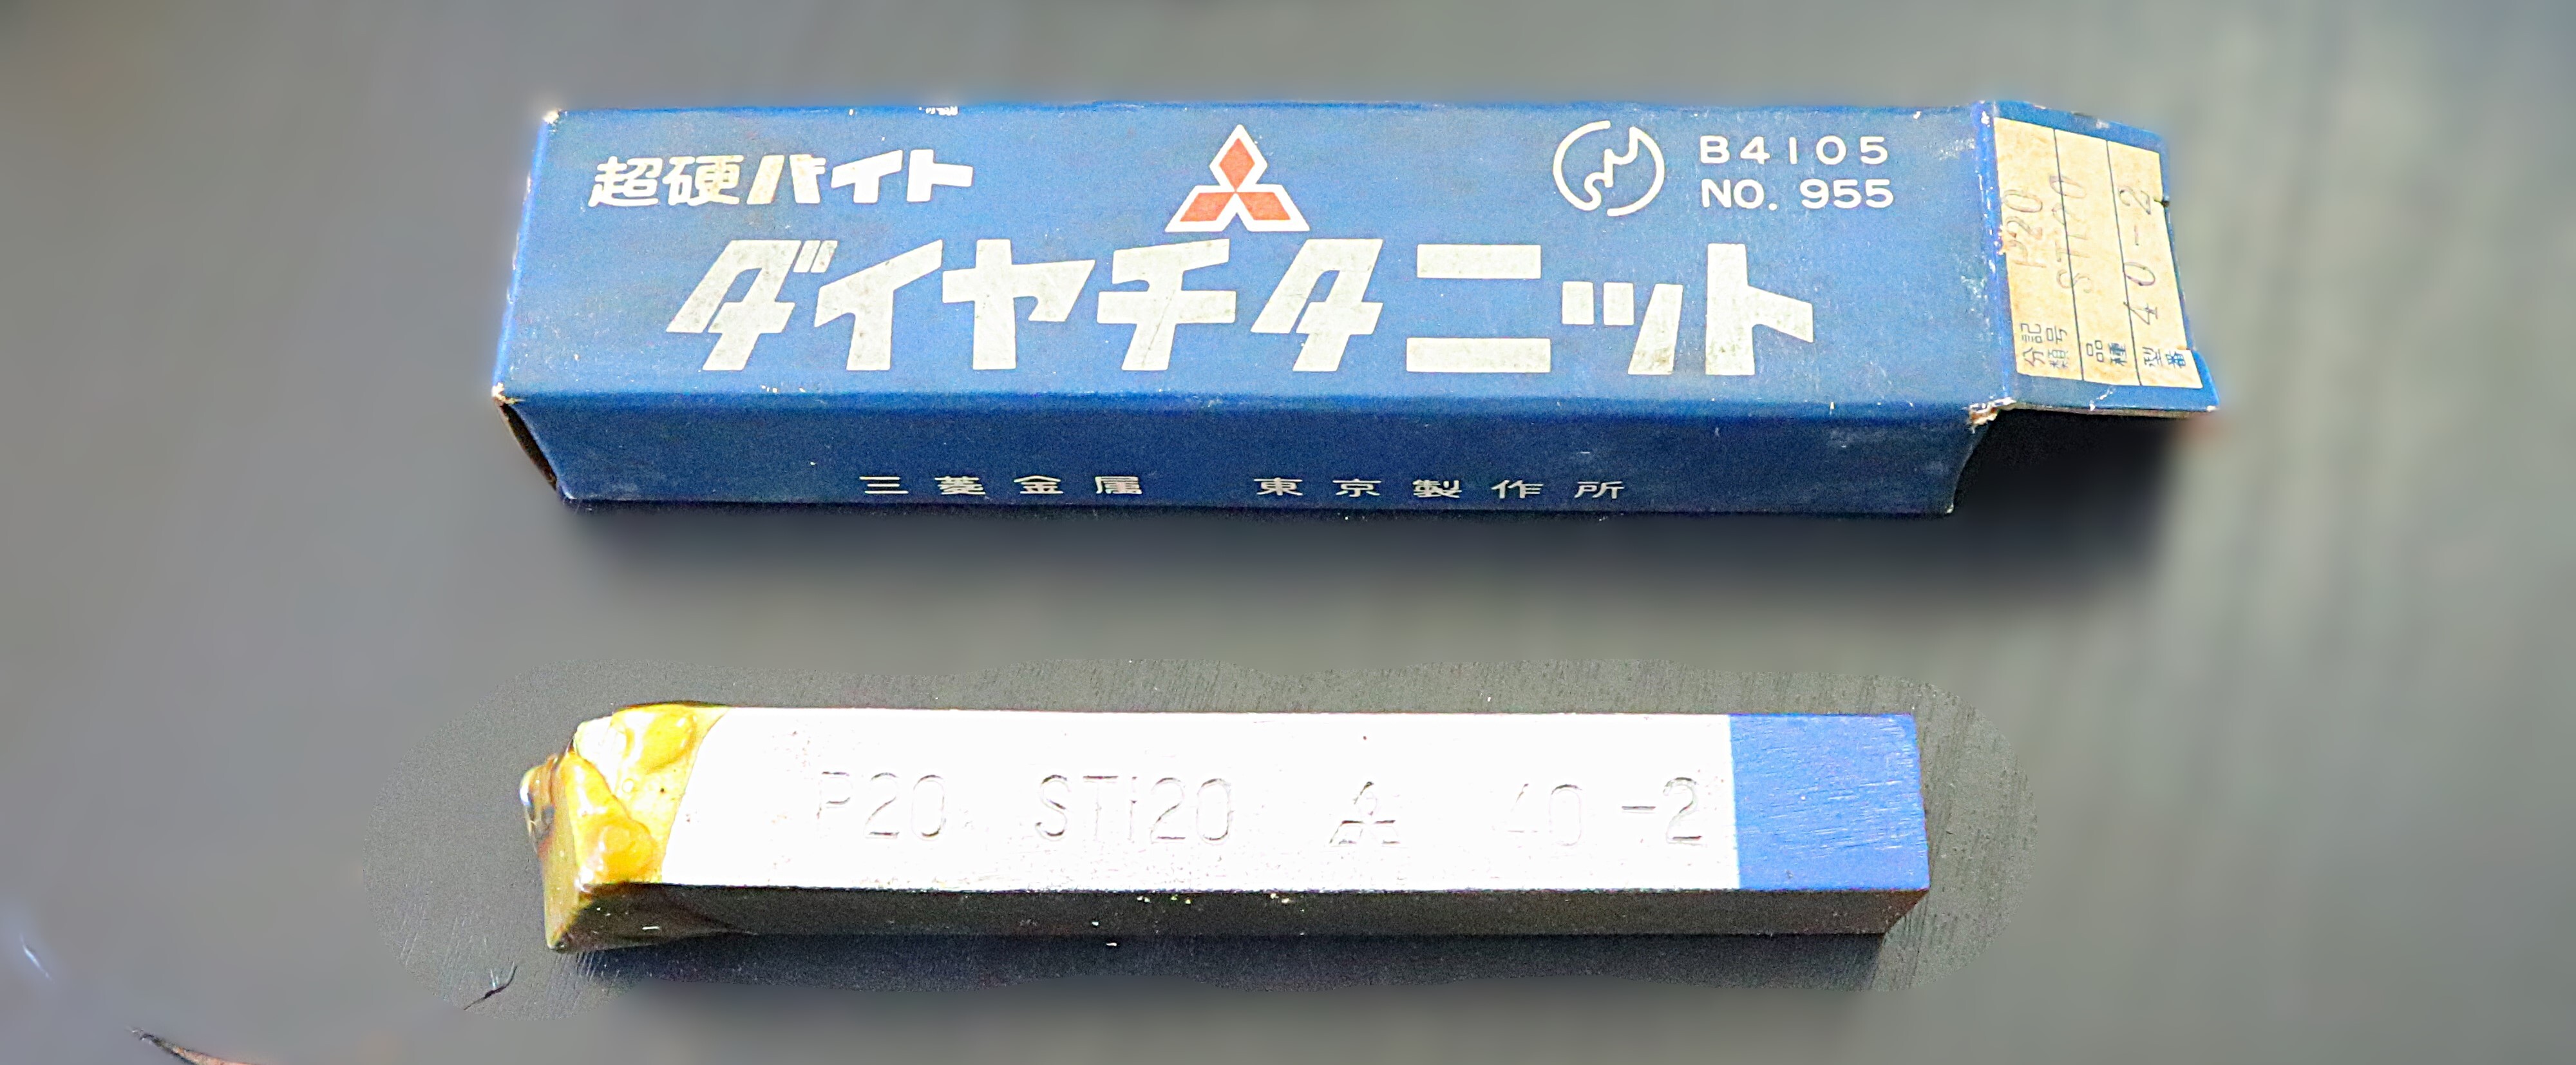 超硬バイト
B4105
NO. 955
ダイヤチタニット
三菱金属 東京製作所
分類記号 P20
品種 STi20
型番 40-2
P20 STi20 40-2